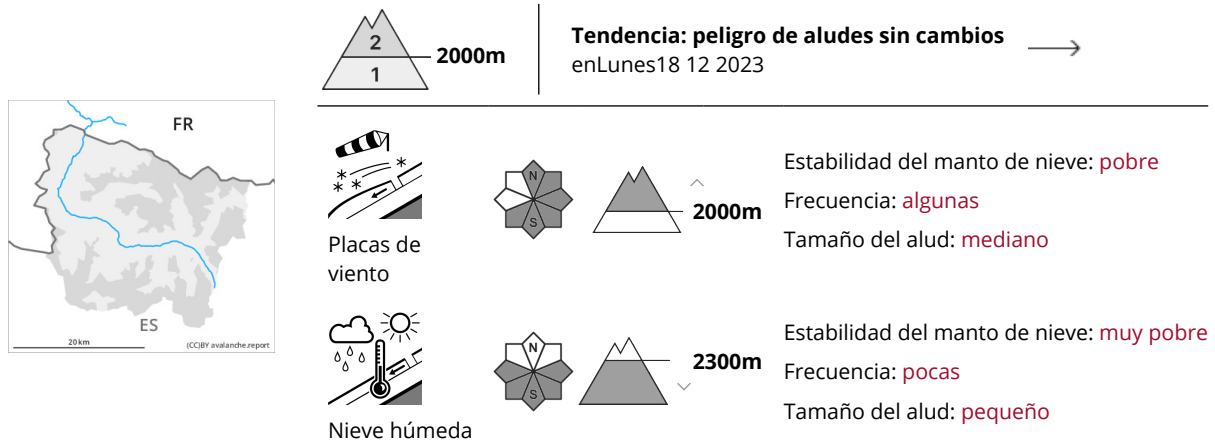 2
1
2000m
Tendencia: peligro de aludes sin cambios
enLunes18 12 2023
FR
ES
20 km
(CC)BY avalanche.report
Placas de
viento
N
S
2000m
Estabilidad del manto de nieve: pobre
Frecuencia: algunas
Tamaño del alud: mediano
Nieve húmeda
N
S
2300m
Estabilidad del manto de nieve: muy pobre
Frecuencia: pocas
Tamaño del alud: pequeño